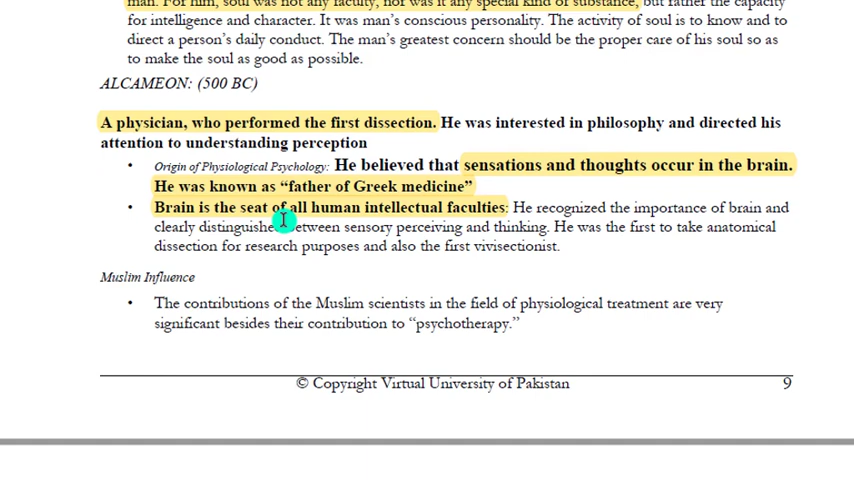 man. For him, soul was not any faculty, nor was it any special kind of substance, but rather the capacity
for intelligence and character. It was man's conscious personality. The activity of soul is to know and to
direct a person's daily conduct. The man's greatest concern should be the proper care of his soul so as
to make the soul as good as possible.
ALCAMEON: (500 BC)
A physician, who performed the first dissection. He was interested in philosophy and directed his
attention to understanding perception
• Origin of Physiological Psychology: He believed that sensations and thoughts occur in the brain.
He was known as “father of Greek medicine”
• Brain is the seat of all human intellectual faculties: He recognized the importance of brain and
clearly distinguished between sensory perceiving and thinking. He was the first to take anatomical
dissection for research purposes and also the first vivisectionist.
Muslim Influence
• The contributions of the Muslim scientists in the field of physiological treatment are very
significant besides their contribution to “psychotherapy.”
© Copyright Virtual University of Pakistan 9